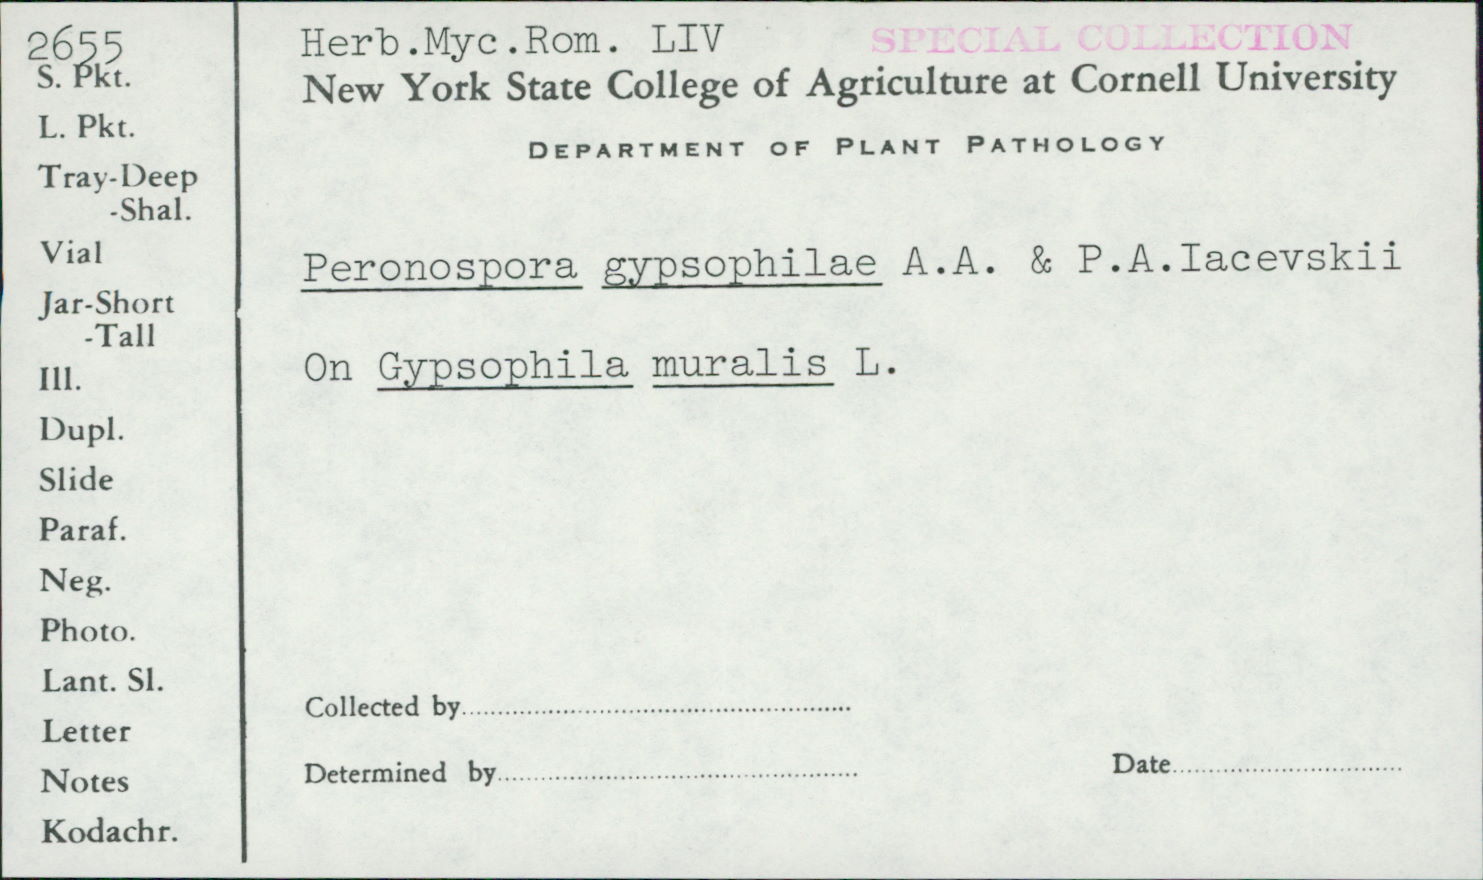 2655
S. Pkt.
L. Pkt.
Tray-Deep
-Shal.
Vial
Jar-Short
-Tall
Ill.
Dupl.
Slide
Paraf.
Neg.
Photo.
Lant. Sl.
Letter
Notes
Kodachr.
Herb.Myc.Rom. LIV SPECIAL COLLECTION
New York State College of Agriculture at Cornell University
DEPARTMENT OF PLANT PATHOLOGY
Peronospora gypsophilae A.A. & P.A.Iacevskii
On Gypsophila muralis L.
Collected by
Determined by Date